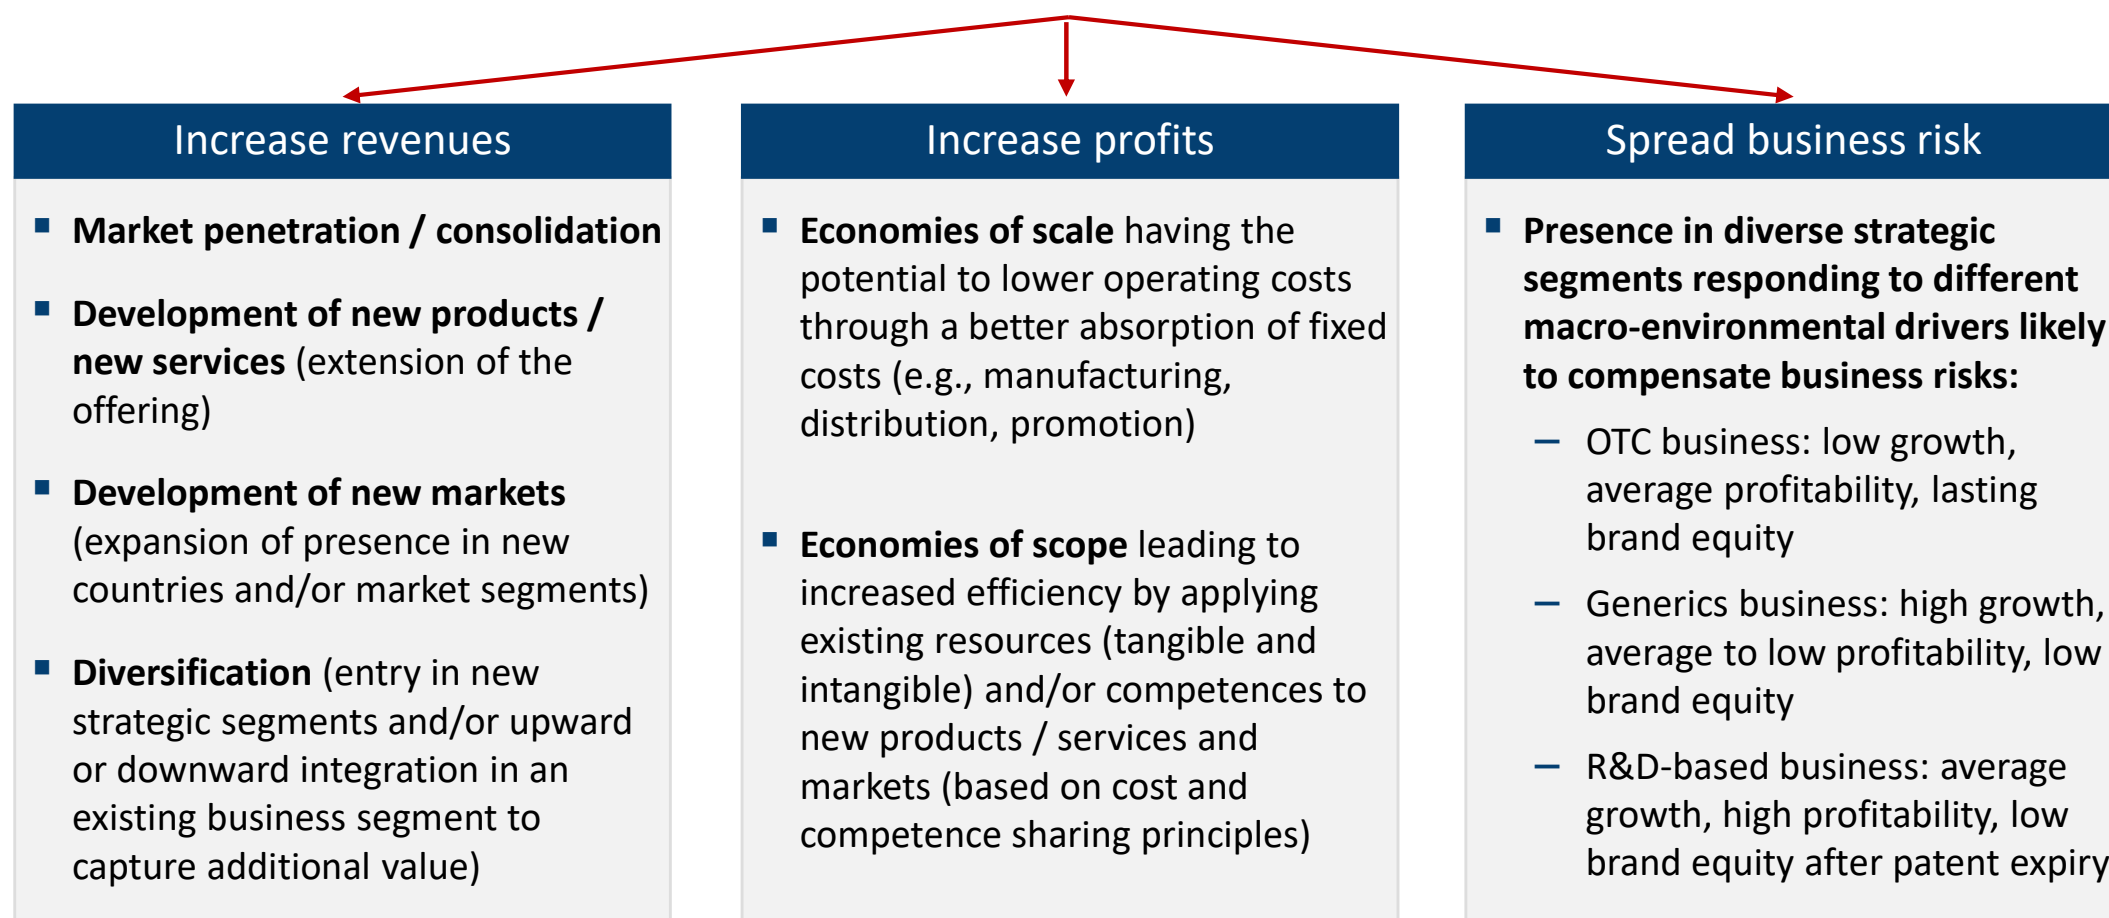 Increase revenues
▪ Market penetration / consolidation
▪ Development of new products /
new services (extension of the
offering)
▪ Development of new markets
(expansion of presence in new
countries and/or market segments)
▪ Diversification (entry in new
strategic segments and/or upward
or downward integration in an
existing business segment to
capture additional value)
Increase profits
▪ Economies of scale having the
potential to lower operating costs
through a better absorption of fixed
costs (e.g., manufacturing,
distribution, promotion)
▪ Economies of scope leading to
increased efficiency by applying
existing resources (tangible and
intangible) and/or competences to
new products / services and
markets (based on cost and
competence sharing principles)
Spread business risk
▪ Presence in diverse strategic
segments responding to different
macro-environmental drivers likely
to compensate business risks:
– OTC business: low growth,
average profitability, lasting
brand equity
– Generics business: high growth,
average to low profitability, low
brand equity
– R&D-based business: average
growth, high profitability, low
brand equity after patent expiry